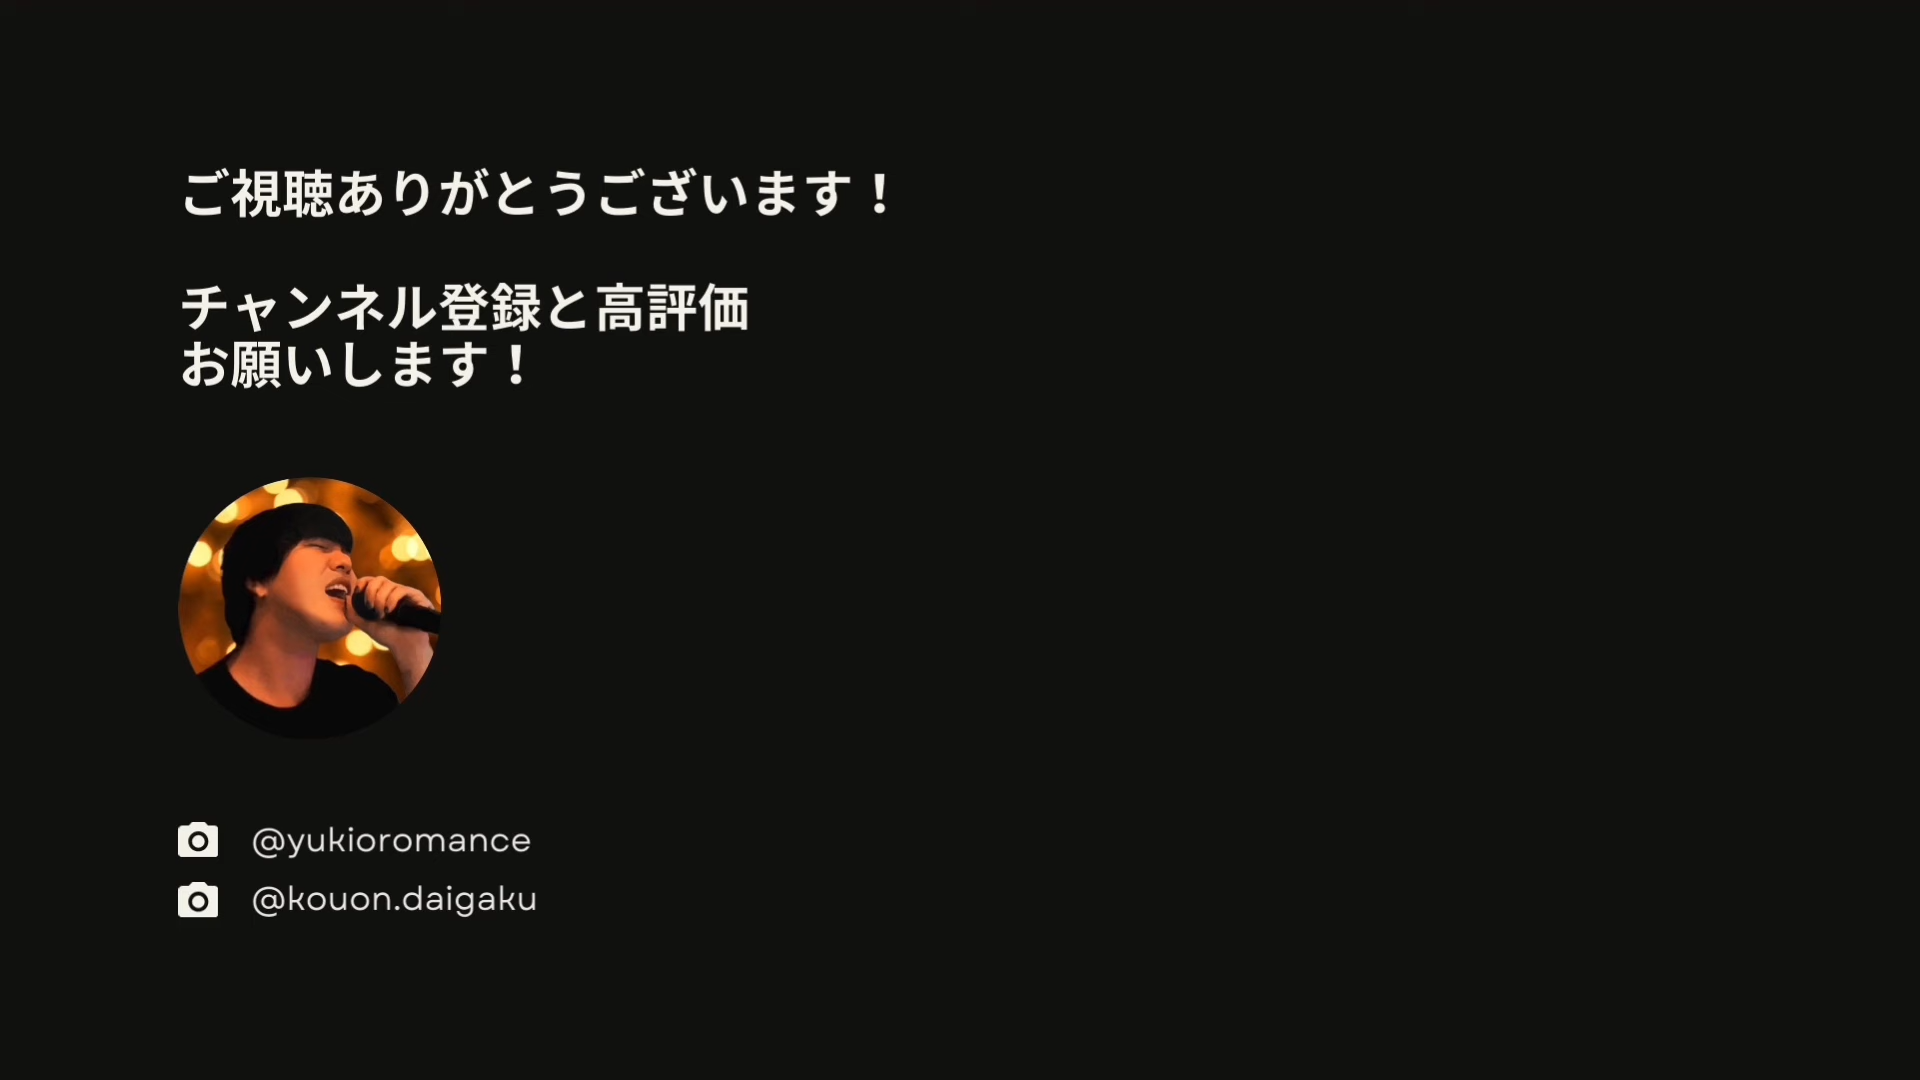 ご視聴ありがとうございます！
チャンネル登録と高評価
お願いします！
@yukioromance
@kouon.daigaku